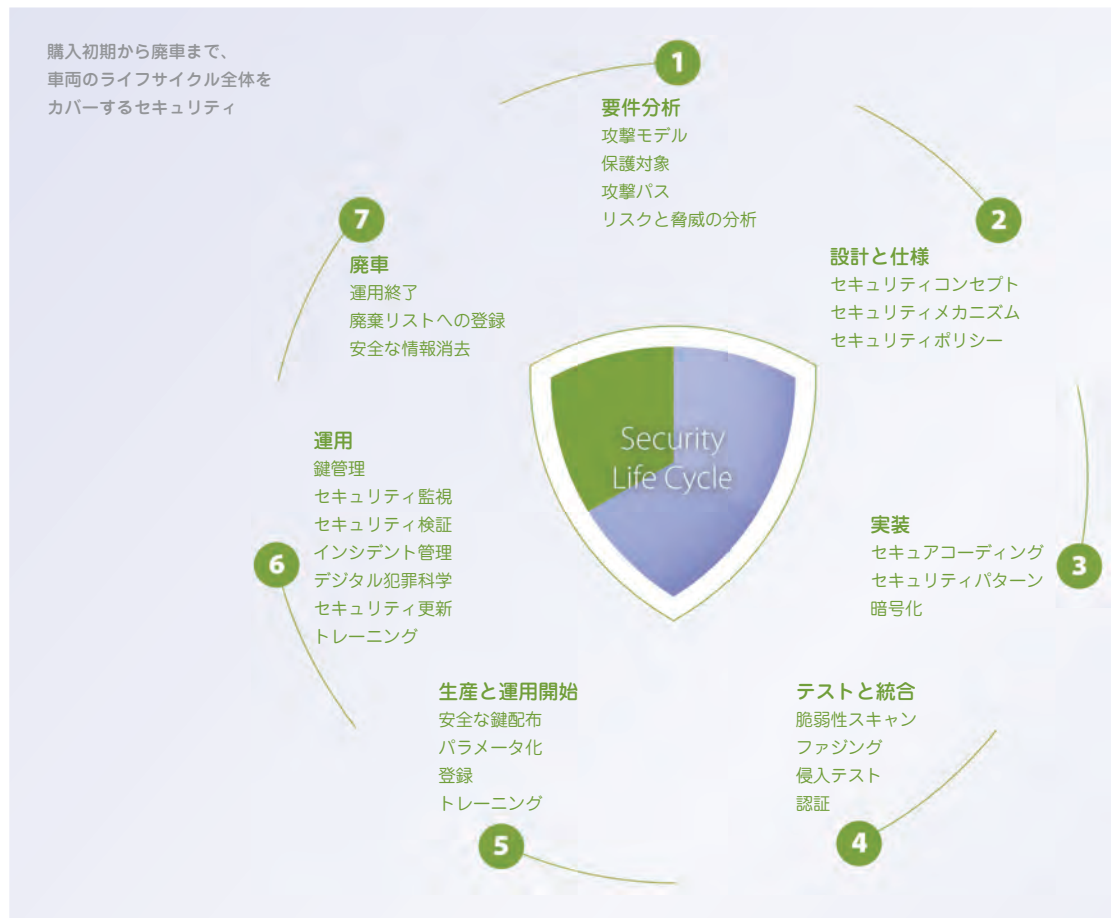 購入初期から廃車まで、
車両のライフサイクル全体を
カバーするセキュリティ
1
要件分析
攻撃モデル
保護対象
攻撃パス
リスクと脅威の分析
2
設計と仕様
セキュリティコンセプト
セキュリティメカニズム
セキュリティポリシー
3
実装
セキュアコーディング
セキュリティパターン
暗号化
4
テストと統合
脆弱性スキャン
ファジング
侵入テスト
認証
5
生産と運用開始
安全な鍵配布
パラメータ化
登録
トレーニング
6
運用
鍵管理
セキュリティ監視
セキュリティ検証
インシデント管理
デジタル犯罪科学
セキュリティ更新
トレーニング
7
廃車
運用終了
廃棄リストへの登録
安全な情報消去
Security
Life Cycle